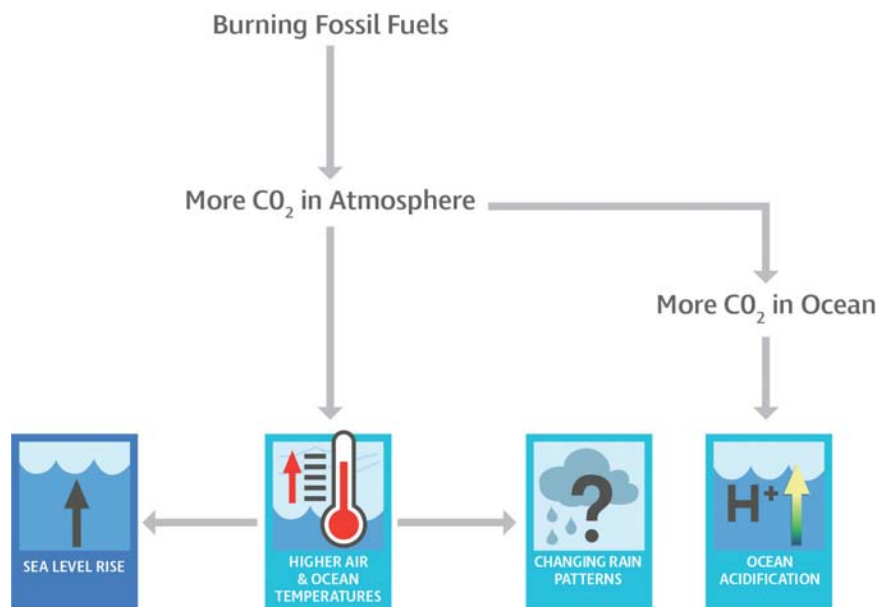 Burning Fossil Fuels
More C0₂ in Atmosphere
More C0₂ in Ocean
SEA LEVEL RISE
HIGHER AIR
& OCEAN
TEMPERATURES
?
CHANGING RAIN
PATTERNS
H⁺
OCEAN
ACIDIFICATION